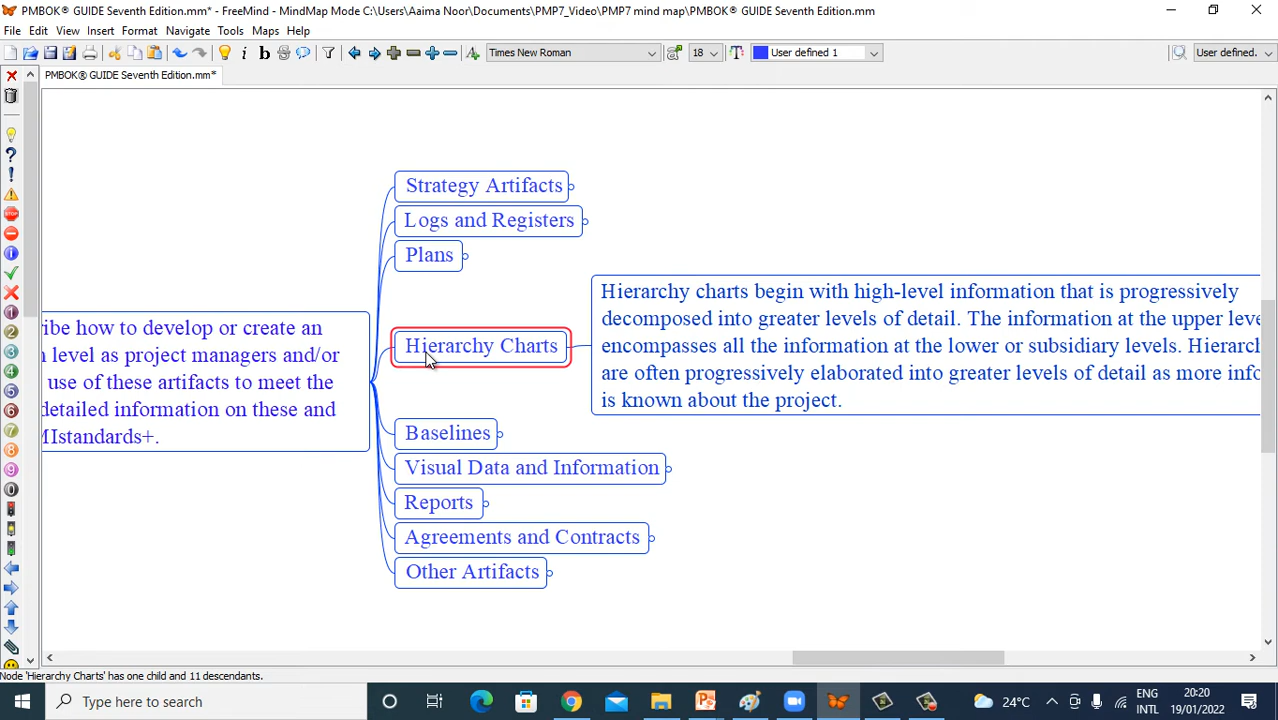 PMBOK® GUIDE Seventh Edition.mm* - FreeMind - MindMap Mode C:\Users\Aaima Noor\Documents\PMP7_Video\PMP7 mind map\PMBOK® GUIDE Seventh Edition.mm
File Edit View Insert Format Navigate Tools Maps Help
Times New Roman 18 User defined 1 User defined.
PMBOK® GUIDE Seventh Edition.mm*
Strategy Artifacts
Logs and Registers
Plans
Hierarchy charts begin with high-level information that is progressively
decomposed into greater levels of detail. The information at the upper leve
encompasses all the information at the lower or subsidiary levels. Hierarch
are often progressively elaborated into greater levels of detail as more info
is known about the project.
ribe how to develop or create an
level as project managers and/or
use of these artifacts to meet the
detailed information on these and
MIstandards+.
Hierarchy Charts
Baselines
Visual Data and Information
Reports
Agreements and Contracts
Other Artifacts
Node 'Hierarchy Charts' has one child and 11 descendants.
Type here to search
24°C
ENG
INTL
20:20
19/01/2022